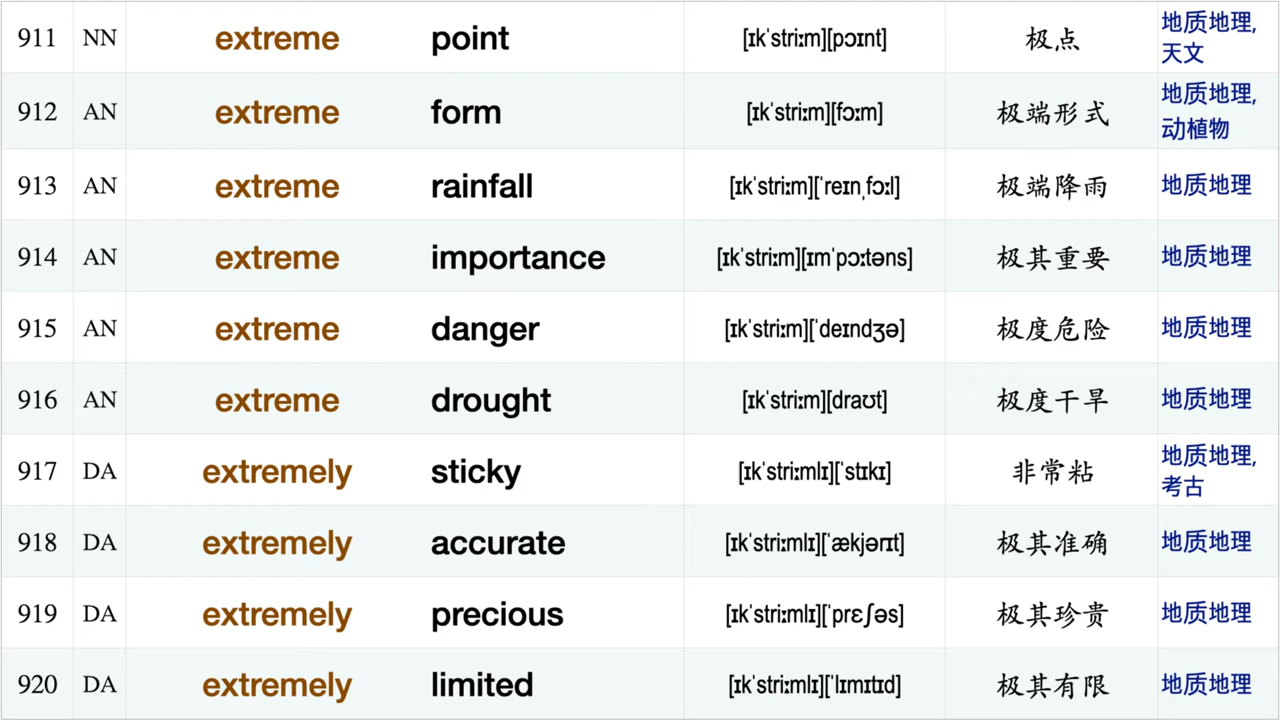 911 NN extreme point [ɪkˈstriːm][pɔɪnt] 极点 地质地理,
天文
912 AN extreme form [ɪkˈstriːm][fɔːm] 极端形式 地质地理,
动植物
913 AN extreme rainfall [ɪkˈstriːm][ˈreɪnˌfɔːl] 极端降雨 地质地理
914 AN extreme importance [ɪkˈstriːm][ɪmˈpɔːtəns] 极其重要 地质地理
915 AN extreme danger [ɪkˈstriːm][ˈdeɪndʒə] 极度危险 地质地理
916 AN extreme drought [ɪkˈstriːm][draʊt] 极度干旱 地质地理
917 DA extremely sticky [ɪkˈstriːmlɪ][ˈstɪkɪ] 非常粘 地质地理,
考古
918 DA extremely accurate [ɪkˈstriːmlɪ][ˈækjərɪt] 极其准确 地质地理
919 DA extremely precious [ɪkˈstriːmlɪ][ˈprɛʃəs] 极其珍贵 地质地理
920 DA extremely limited [ɪkˈstriːmlɪ][ˈlɪmɪtɪd] 极其有限 地质地理